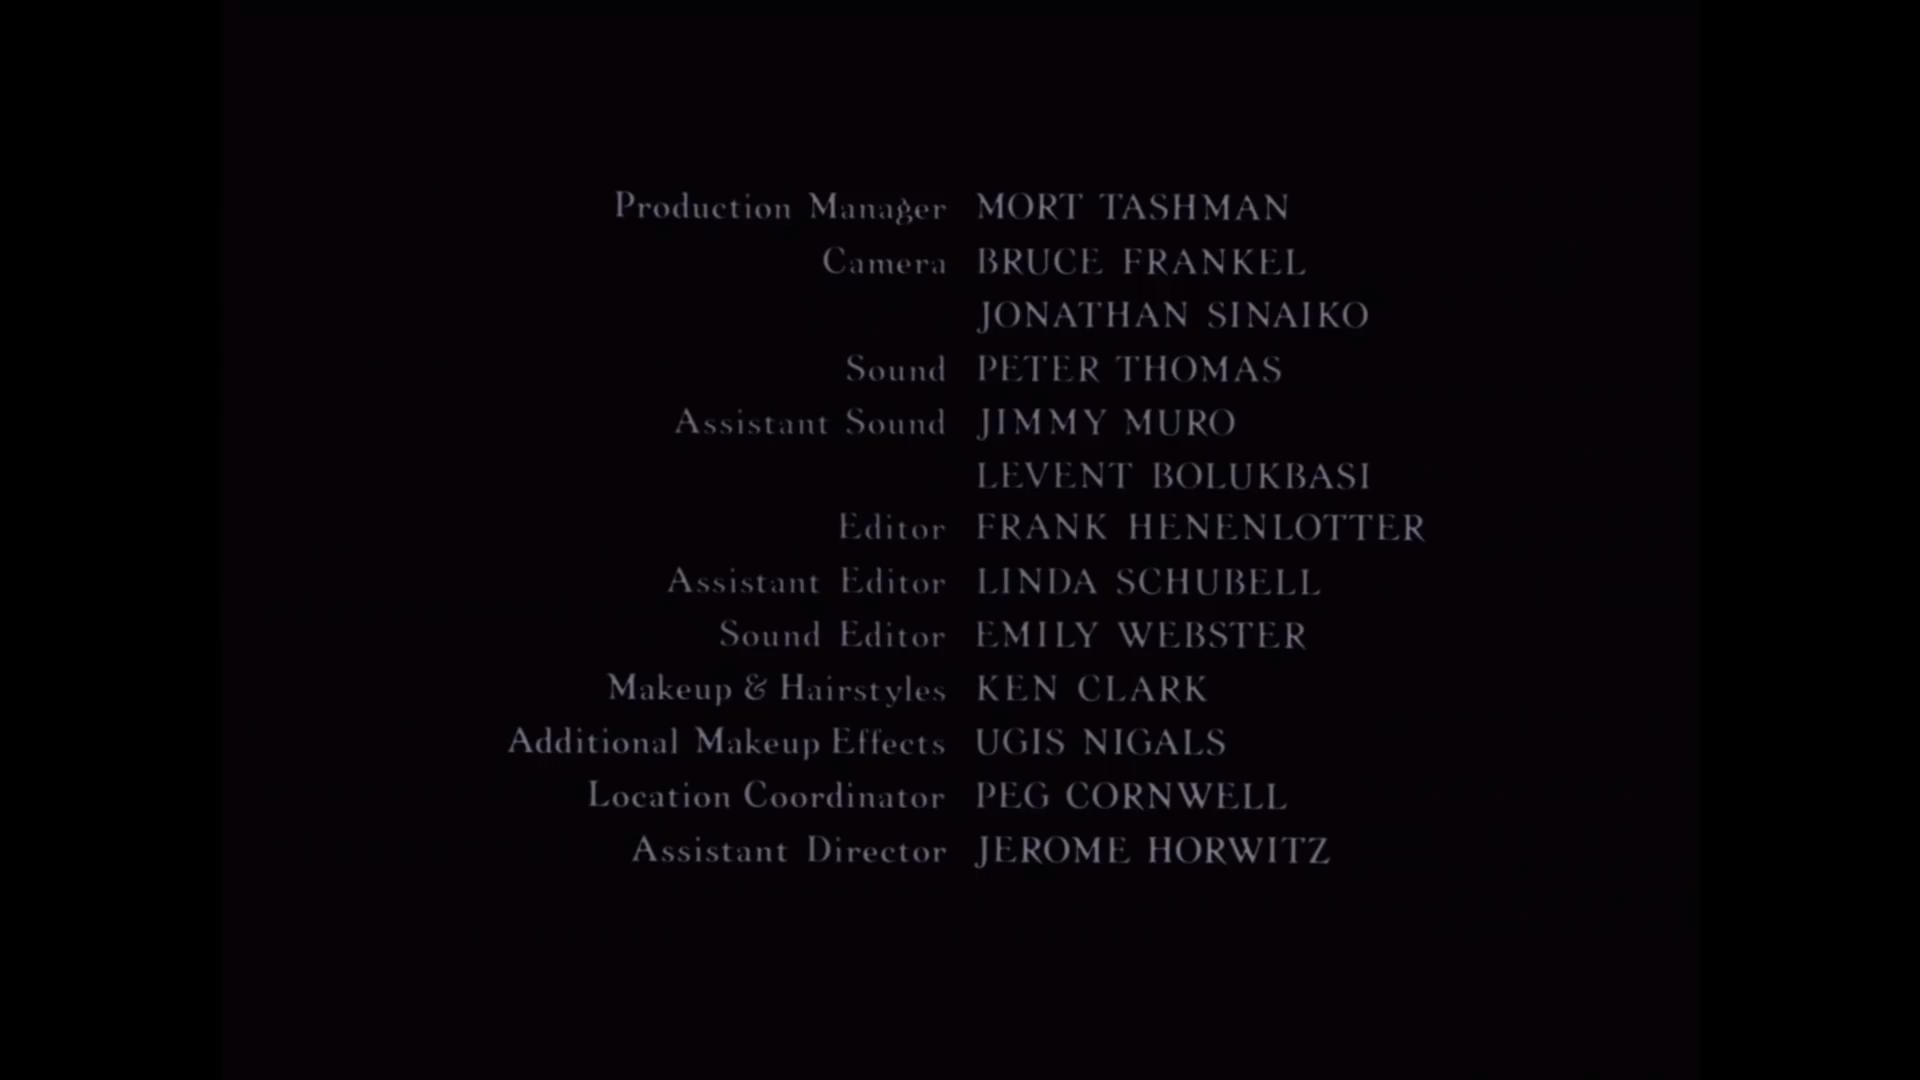 Production Manager MORT TASHMAN
Camera BRUCE FRANKEL
JONATHAN SINAIKO
Sound PETER THOMAS
Assistant Sound JIMMY MURO
LEVENT BOLUKBASI
Editor FRANK HENENLOTTER
Assistant Editor LINDA SCHUBELL
Sound Editor EMILY WEBSTER
Makeup & Hairstyles KEN CLARK
Additional Makeup Effects UGIS NIGALS
Location Coordinator PEG CORNWELL
Assistant Director JEROME HORWITZ